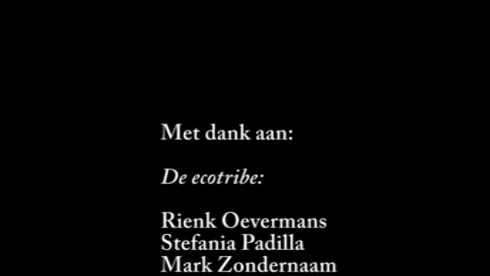 Met dank aan:
De ecotribe:
Rienk Oevermans
Stefania Padilla
Mark Zondernaam